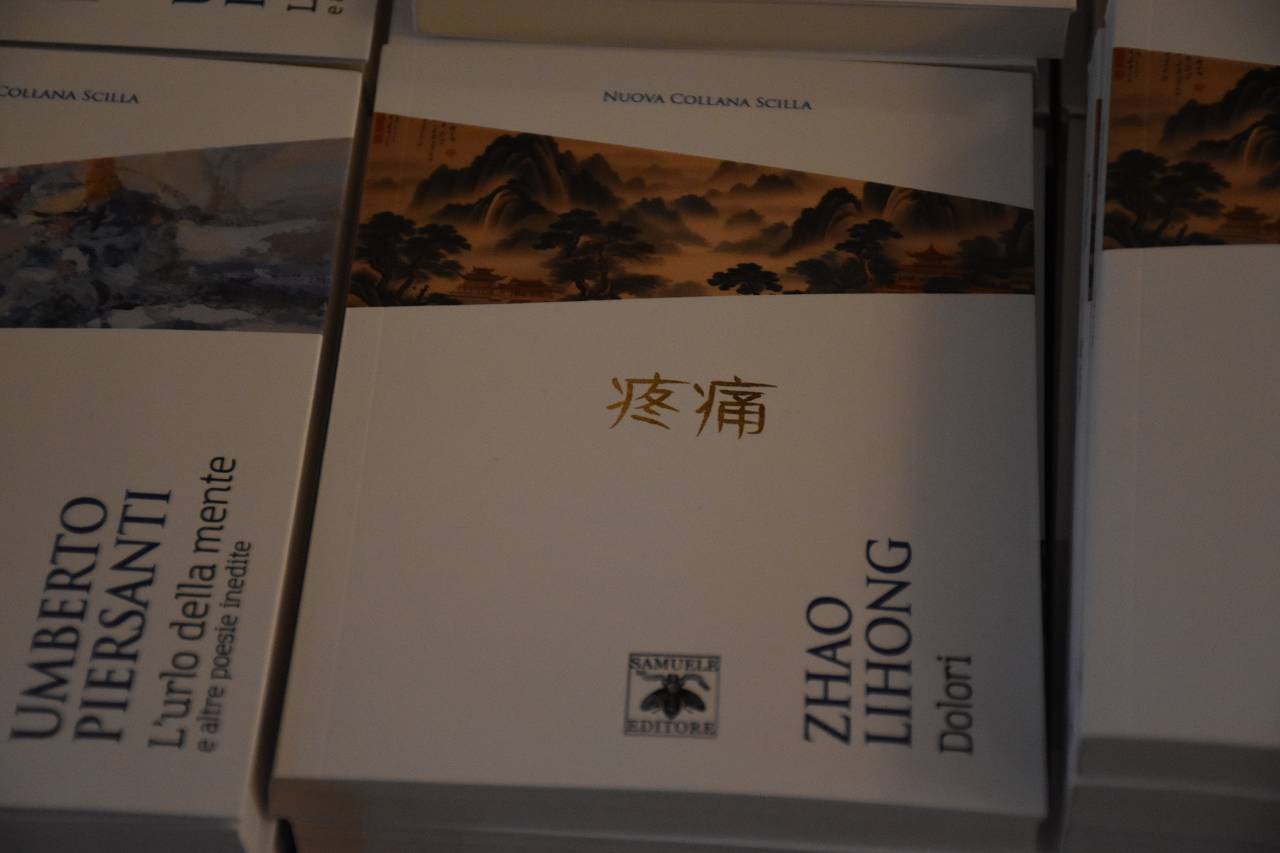 COLLANA SCILLA
UMBERTO
PIERSANTI
L'urlo della mente
e altre poesie inedite
NUOVA COLLANA SCILLA
疼痛
SAMUELE
EDITORE
ZHAO
LIHONG
Dolori